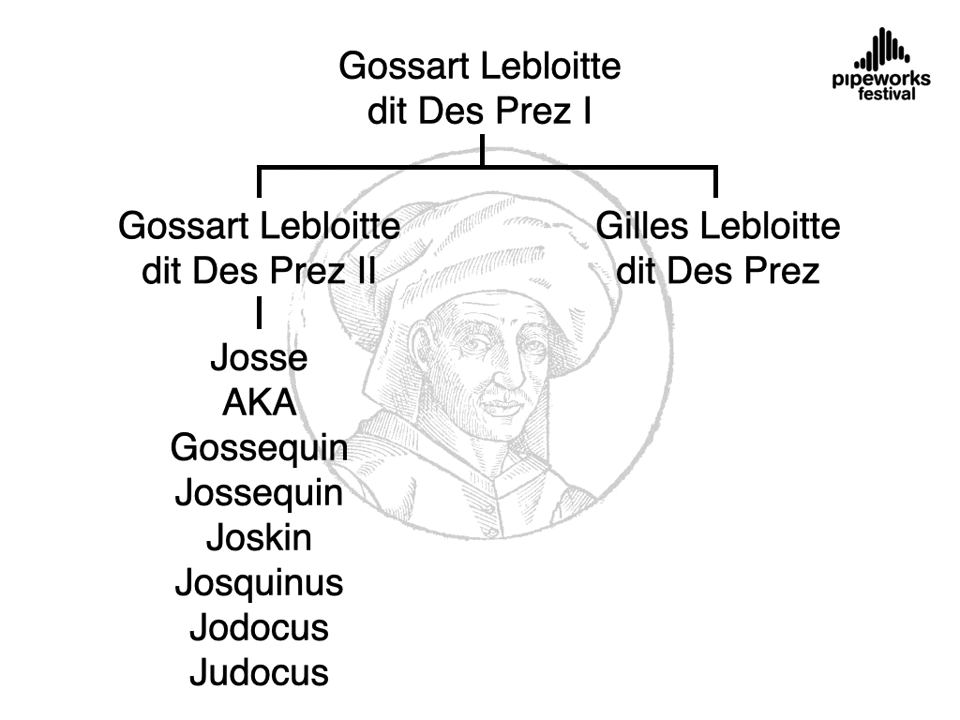 Gossart Lebloitte
dit Des Prez I
pipeworks
festival
Gossart Lebloitte
dit Des Prez II
Gilles Lebloitte
dit Des Prez
Josse
AKA
Gossequin
Jossequin
Joskin
Josquinus
Jodocus
Judocus